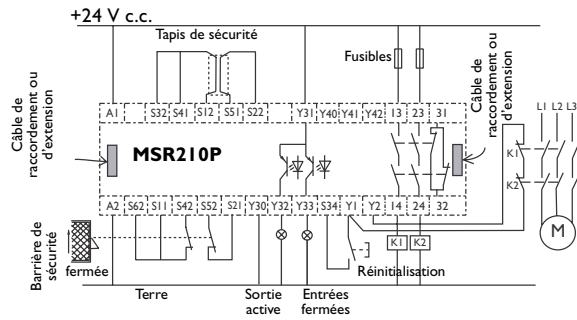 +24 V c.c.
Tapis de sécurité
Fusibles
Câble de
raccordement ou
d'extension
Câble de
raccordement ou
d'extension
A1 S32 S41 S12 S51 S22 Y31 Y40 Y41 Y42 13 23 31
L1 L2 L3
MSR210P
K1
K2
A2 S62 S11 S42 S52 S21 Y30 Y32 Y33 S34 Y1 Y2 14 24 32
K1 K2
M
Barrière de
sécurité
fermée
Réinitialisation
Terre
Sortie
active
Entrées
fermées